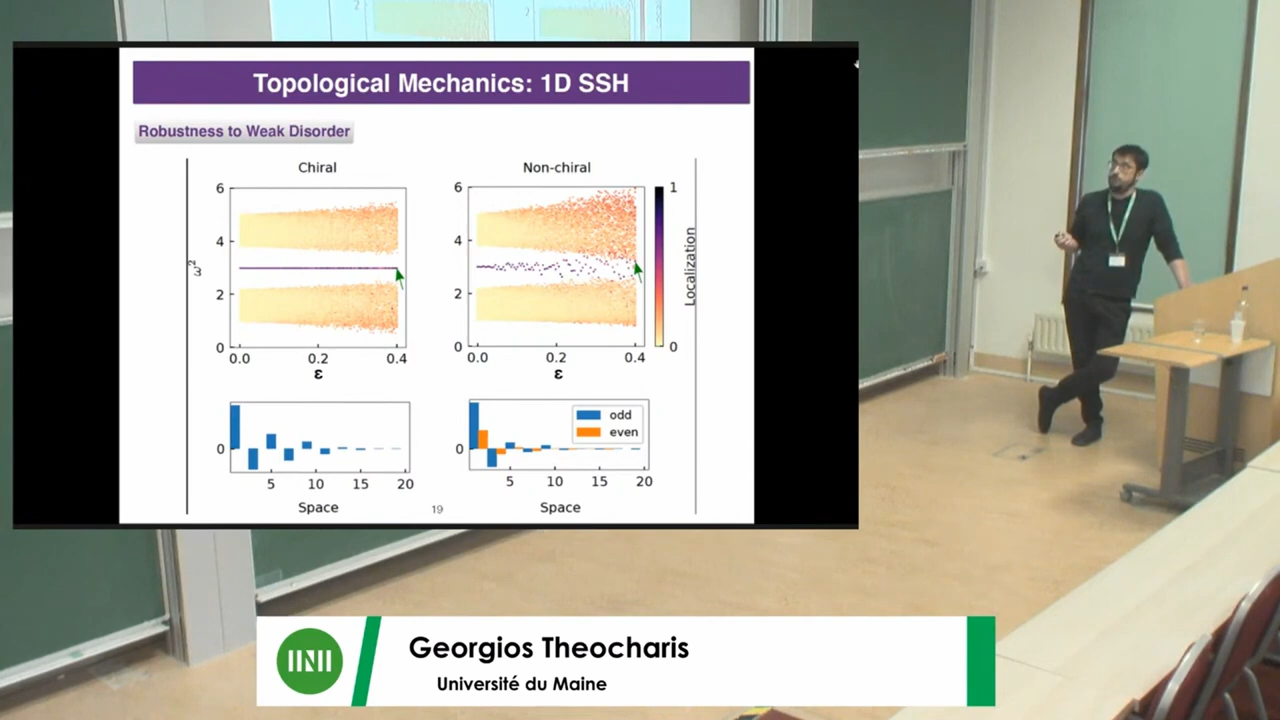 Topological Mechanics: 1D SSH
Robustness to Weak Disorder
Chiral
Non-chiral
6
4
2
0
ω²
0.0 0.2 0.4
ε
6
4
2
0
0.0 0.2 0.4
ε
1
0
Localization
0
5 10 15 20
Space
odd
even
0
5 10 15 20
Space
19
Georgios Theocharis
Université du Maine